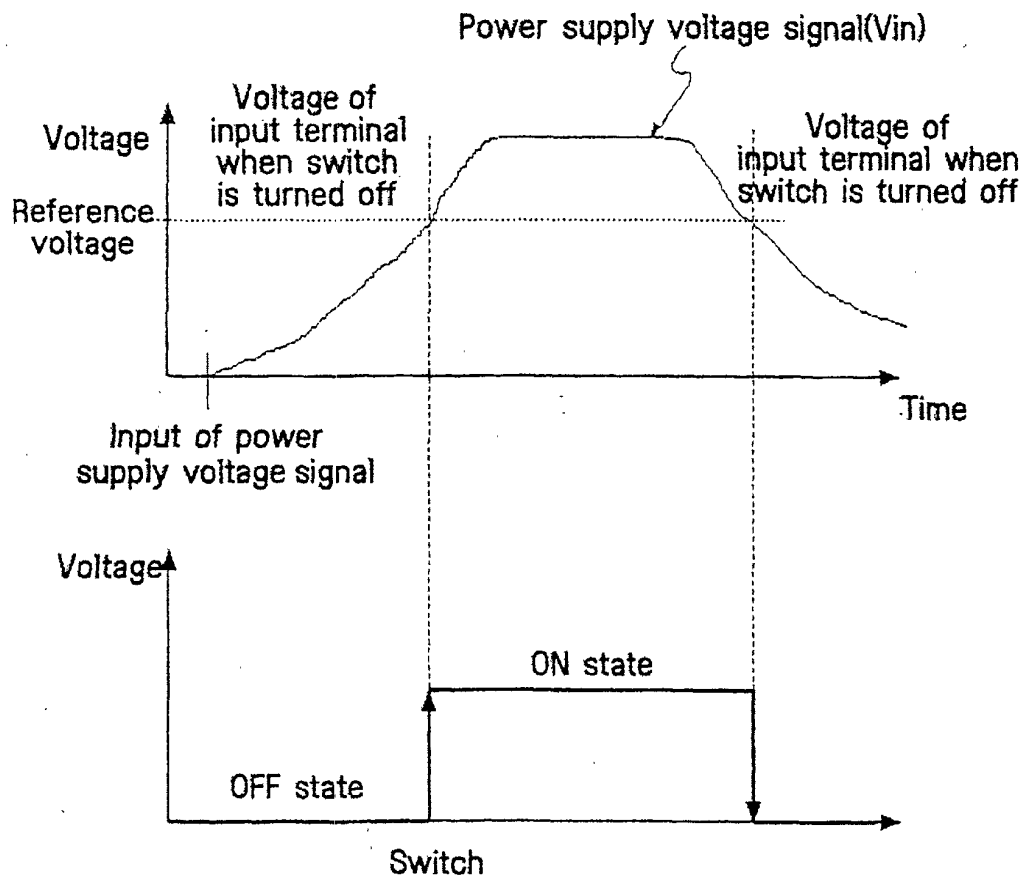 Power supply voltage signal(Vin)
Voltage of
input terminal
when switch
is turned off
Voltage
Voltage of
input terminal when
switch is turned off
Reference
voltage
Time
Input of power
supply voltage signal
Voltage
ON state
OFF state
Switch